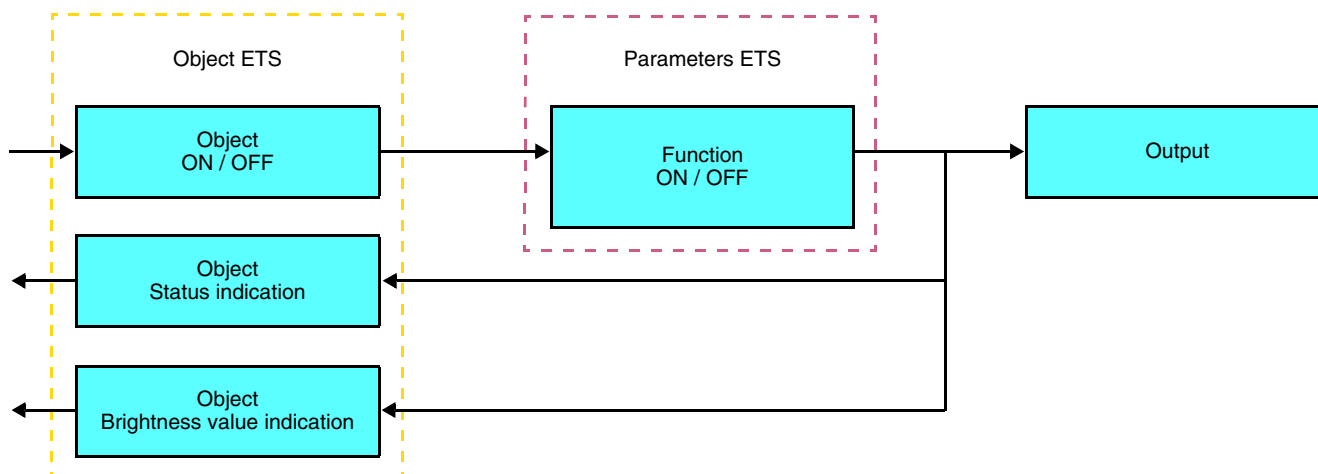 Object ETS
Parameters ETS
Object
ON / OFF
Function
ON / OFF
Output
Object
Status indication
Object
Brightness value indication